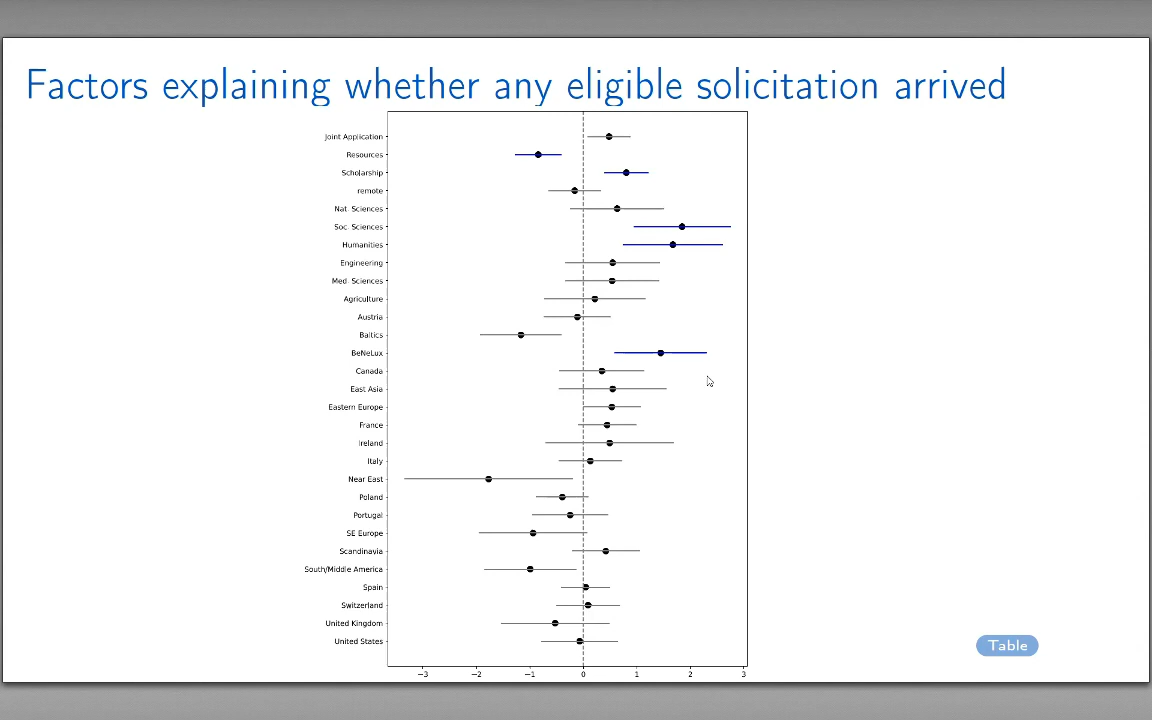 Factors explaining whether any eligible solicitation arrived
Joint Application
Resources
Scholarship
remote
Nat. Sciences
Soc. Sciences
Humanities
Engineering
Med. Sciences
Agriculture
Austria
Baltics
BeNeLux
Canada
East Asia
Eastern Europe
France
Ireland
Italy
Near East
Poland
Portugal
SE Europe
Scandinavia
South/Middle America
Spain
Switzerland
United Kingdom
United States
Table
−3 −2 −1 0 1 2 3